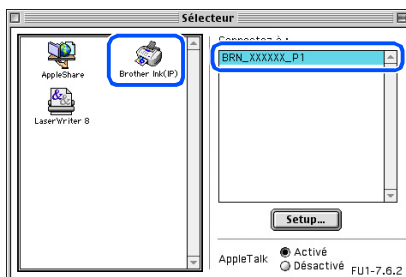 Sélecteur
AppleShare
Brother Ink(IP)
LaserWriter 8
Connectez à :
BRN_XXXXXX_P1
Setup...
AppleTalk
Activé
Désactivé
FU1-7.6.2